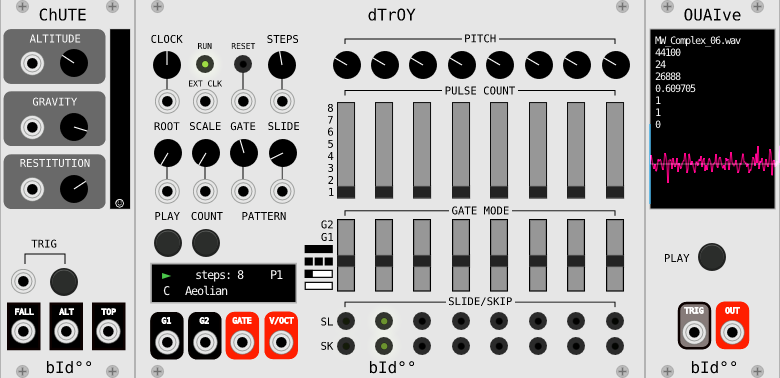 ChUTE
ALTITUDE
GRAVITY
RESTITUTION
TRIG
FALL ALT TOP
bId°°
dTrOY
CLOCK RUN RESET STEPS
EXT CLK
ROOT SCALE GATE SLIDE
PLAY COUNT PATTERN
steps: 8 P1
C Aeolian
G1 G2 GATE V/OCT
PITCH
PULSE COUNT
8
7
6
5
4
3
2
1
GATE MODE
G2
G1
SLIDE/SKIP
SL
SK
bId°°
OUAIve
MW_Complex_06.wav
44100
24
26888
0.609705
1
1
0
PLAY
TRIG OUT
bId°°